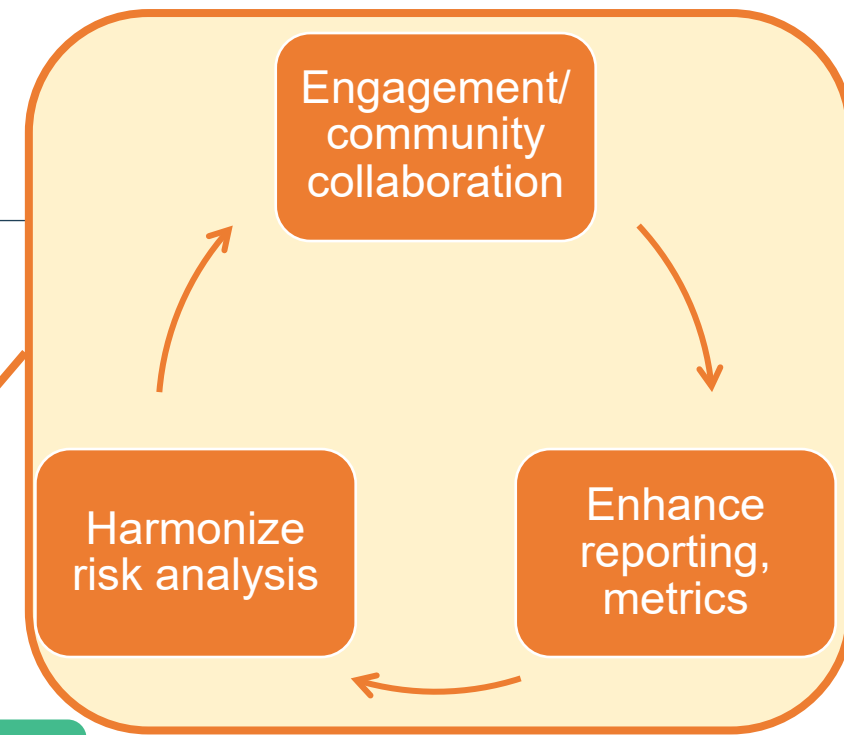 Engagement/
community
collaboration
Harmonize
risk analysis
Enhance
reporting,
metrics